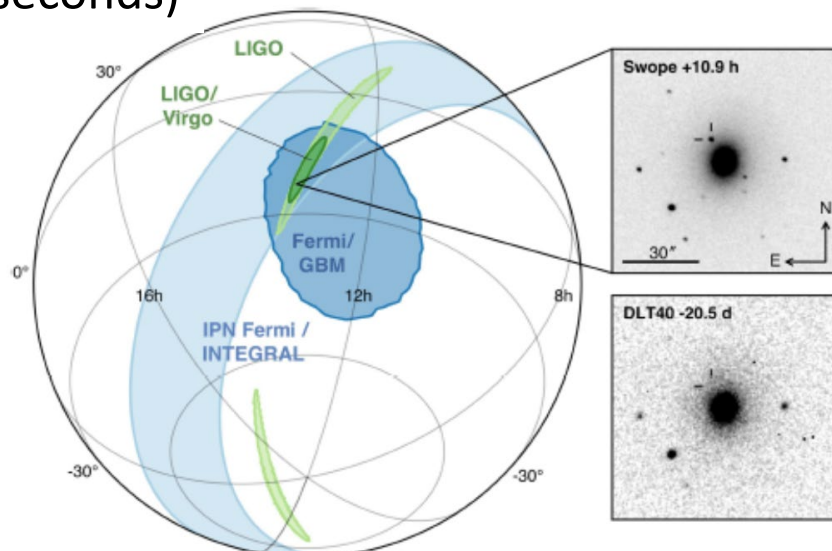 seconds)
LIGO
30°
LIGO/
Virgo
Swope +10.9 h
N
30″
E
Fermi/
GBM
0°
16h
12h
8h
IPN Fermi /
INTEGRAL
DLT40 -20.5 d
-30°
-30°